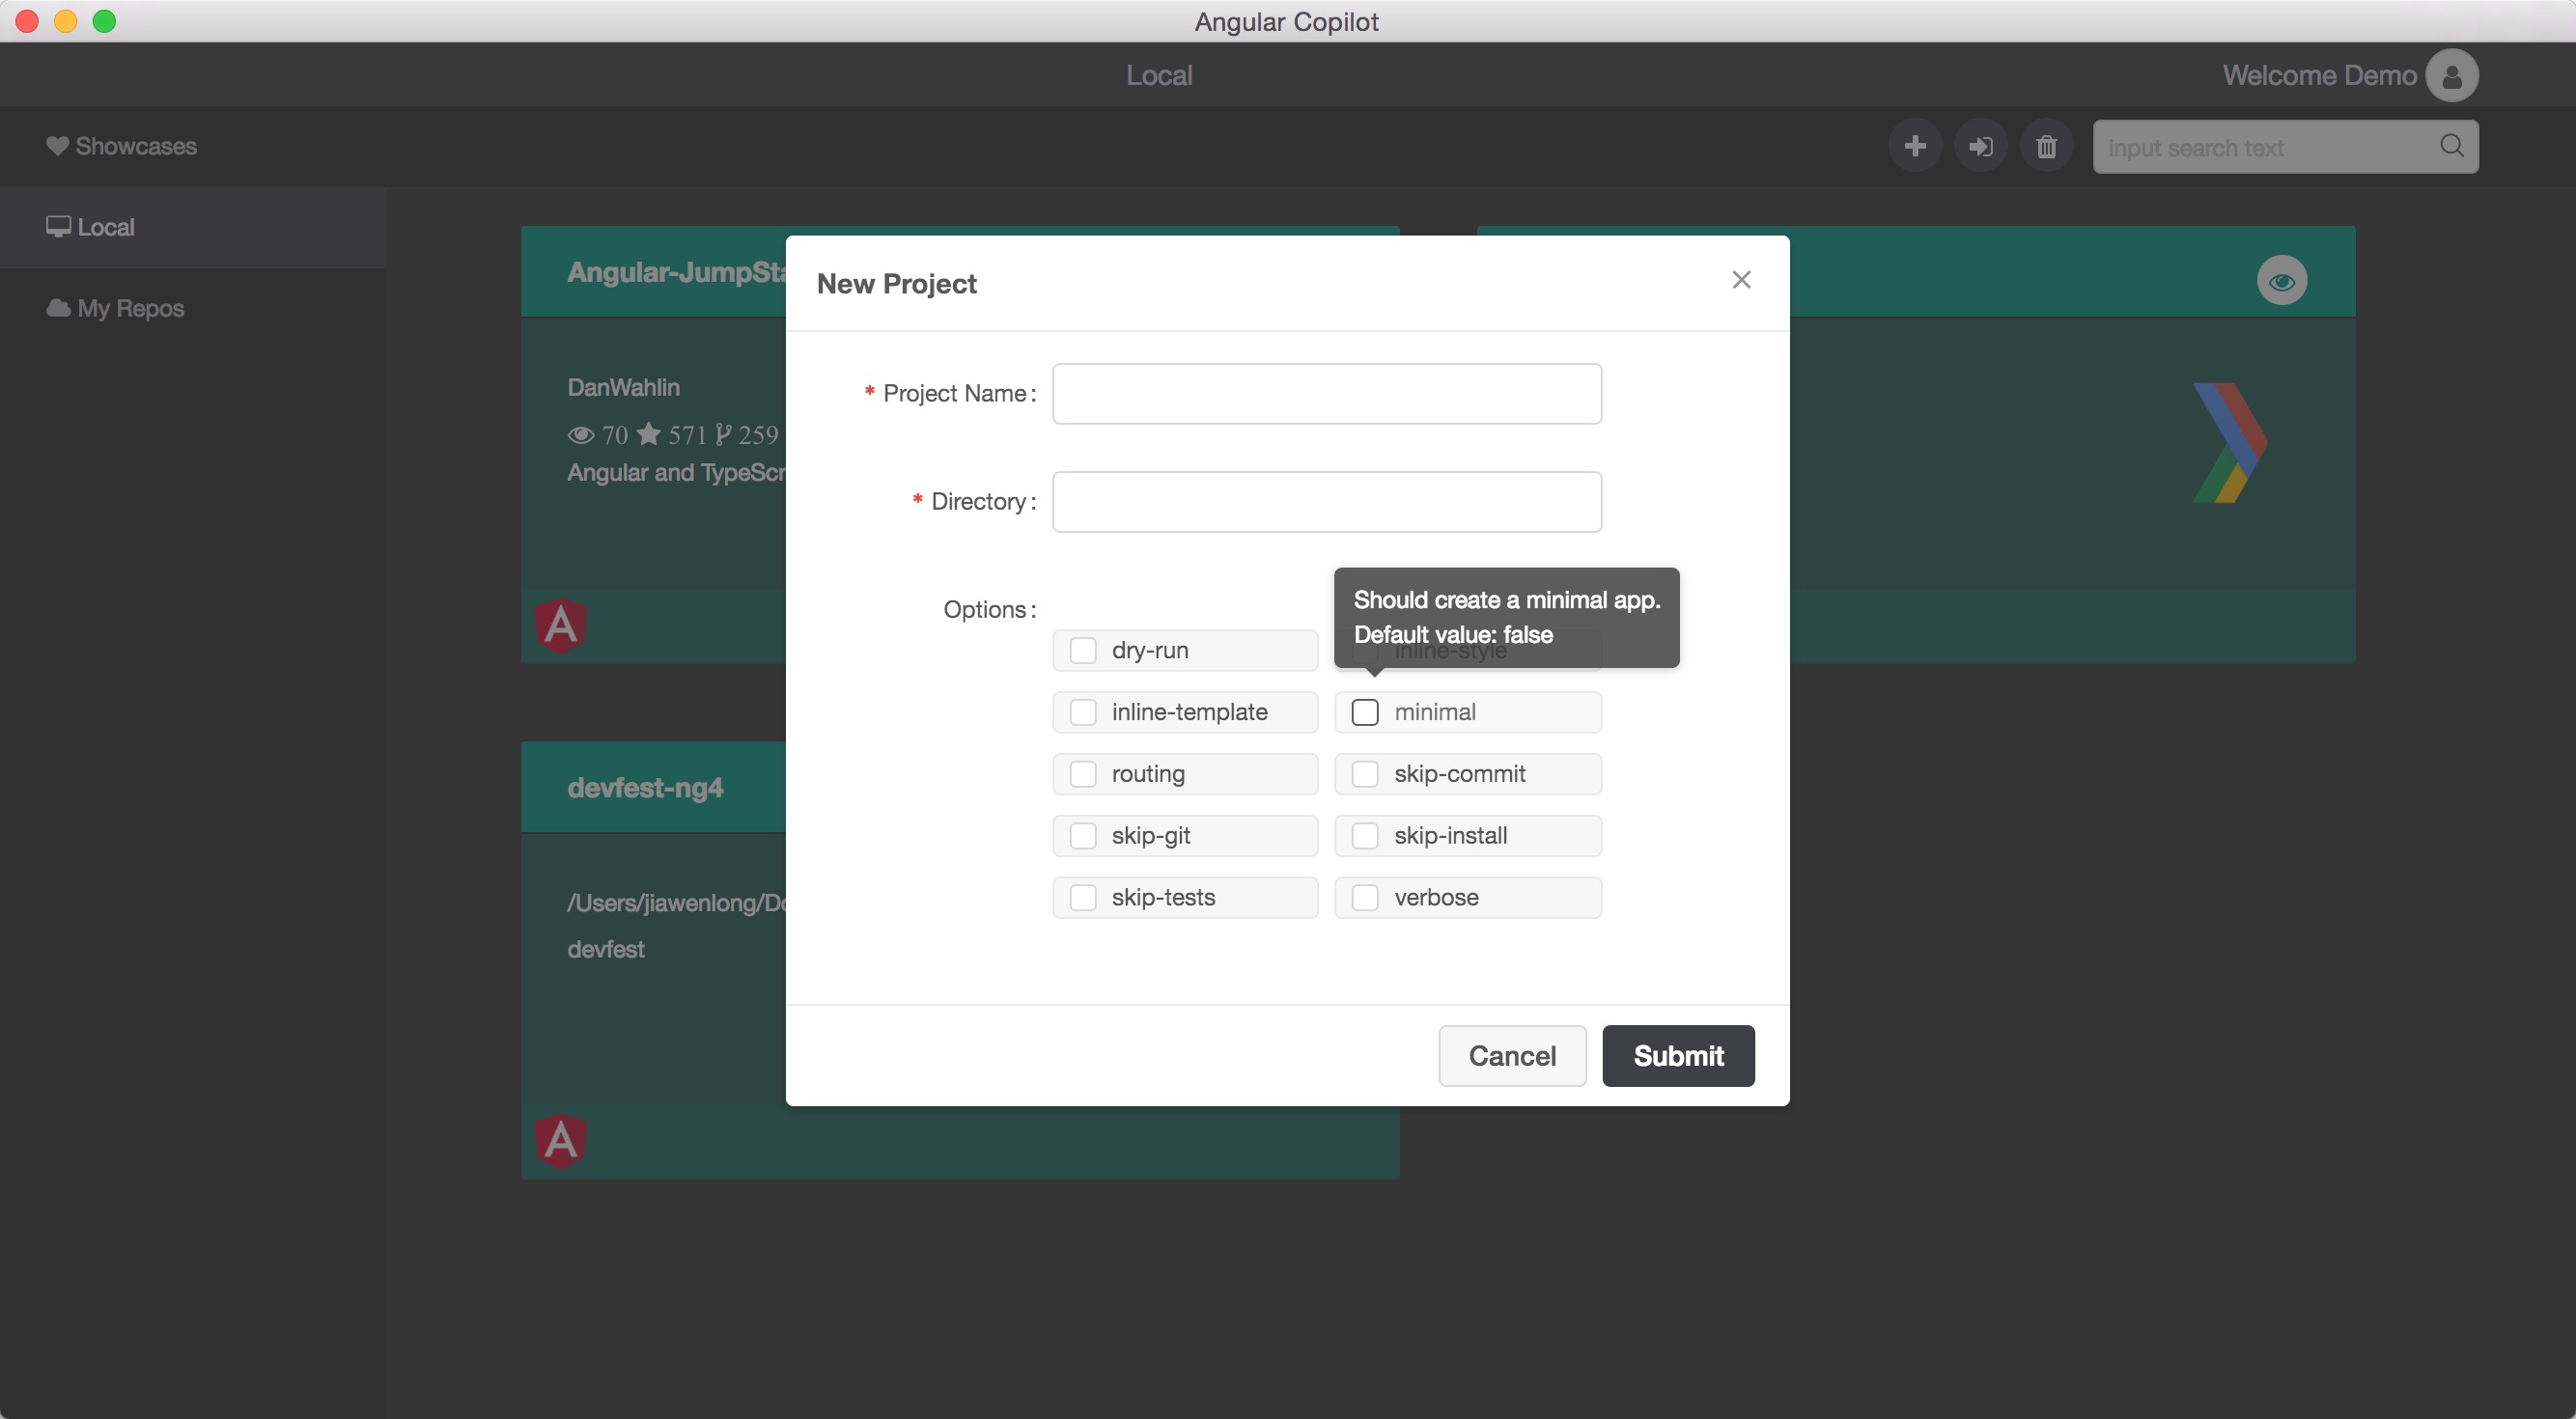 Angular Copilot
Local
Welcome Demo
Showcases
input search text
Local
My Repos
Angular-JumpSta
DanWahlin
70 571 259
Angular and TypeScr
New Project
* Project Name:
* Directory:
Options:
Should create a minimal app.
Default value: false
dry-run
inline-style
inline-template
minimal
routing
skip-commit
skip-git
skip-install
skip-tests
verbose
Cancel
Submit
devfest-ng4
/Users/jiawenlong/Do
devfest